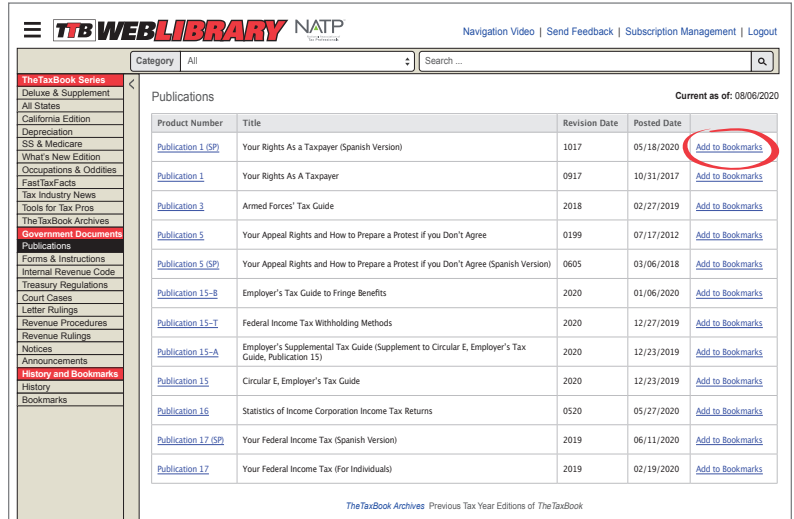 TTB WEBLIBRARY NATP
Navigation Video | Send Feedback | Subscription Management | Logout
Category All Search ...
TheTaxBook Series
Deluxe & Supplement
All States
California Edition
Depreciation
SS & Medicare
What's New Edition
Occupations & Oddities
FastTaxFacts
Tax Industry News
Tools for Tax Pros
TheTaxBook Archives
Government Documents
Publications
Forms & Instructions
Internal Revenue Code
Treasury Regulations
Court Cases
Letter Rulings
Revenue Procedures
Revenue Rulings
Notices
Announcements
History and Bookmarks
History
Bookmarks
<
Publications Current as of: 08/06/2020
Product Number Title Revision Date Posted Date
Publication 1 (SP) Your Rights As a Taxpayer (Spanish Version) 1017 05/18/2020 Add to Bookmarks
Publication 1 Your Rights As A Taxpayer 0917 10/31/2017 Add to Bookmarks
Publication 3 Armed Forces' Tax Guide 2018 02/27/2019 Add to Bookmarks
Publication 5 Your Appeal Rights and How to Prepare a Protest if you Don't Agree 0199 07/17/2012 Add to Bookmarks
Publication 5 (SP) Your Appeal Rights and How to Prepare a Protest if you Don't Agree (Spanish Version) 0605 03/06/2018 Add to Bookmarks
Publication 15-B Employer's Tax Guide to Fringe Benefits 2020 01/06/2020 Add to Bookmarks
Publication 15-T Federal Income Tax Withholding Methods 2020 12/27/2019 Add to Bookmarks
Publication 15-A Employer's Supplemental Tax Guide (Supplement to Circular E, Employer's Tax
Guide, Publication 15) 2020 12/23/2019 Add to Bookmarks
Publication 15 Circular E, Employer's Tax Guide 2020 12/23/2019 Add to Bookmarks
Publication 16 Statistics of Income Corporation Income Tax Returns 0520 05/27/2020 Add to Bookmarks
Publication 17 (SP) Your Federal Income Tax (Spanish Version) 2019 06/11/2020 Add to Bookmarks
Publication 17 Your Federal Income Tax (For Individuals) 2019 02/19/2020 Add to Bookmarks
TheTaxBook Archives Previous Tax Year Editions of TheTaxBook